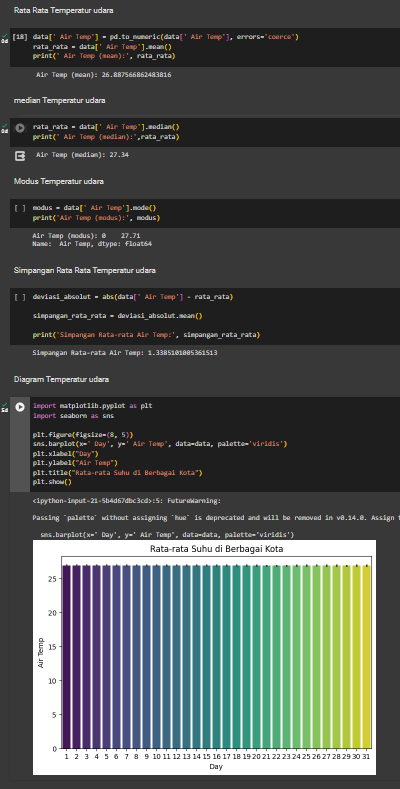 Rata Rata Temperatur udara
0d [18] data[' Air Temp'] = pd.to_numeric(data[' Air Temp'], errors='coerce')
rata_rata = data[' Air Temp'].mean()
print(' Air Temp (mean):', rata_rata)
Air Temp (mean): 26.887566862483816
median Temperatur udara
0d rata_rata = data[' Air Temp'].median()
print(' Air Temp (median):',rata_rata)
Air Temp (median): 27.34
Modus Temperatur udara
[ ] modus = data[' Air Temp'].mode()
print('Air Temp (modus):', modus)
Air Temp (modus): 0    27.71
Name:  Air Temp, dtype: float64
Simpangan Rata Rata Temperatur udara
[ ] deviasi_absolut = abs(data[' Air Temp'] - rata_rata)
simpangan_rata_rata = deviasi_absolut.mean()
print('Simpangan Rata-rata Air Temp:', simpangan_rata_rata)
Simpangan Rata-rata Air Temp: 1.3385101005361513
Diagram Temperatur udara
import matplotlib.pyplot as plt
import seaborn as sns
plt.figure(figsize=(8, 5))
sns.barplot(x=' Day', y=' Air Temp', data=data, palette='viridis')
plt.xlabel("Day")
plt.ylabel("Air Temp")
plt.title("Rata-rata Suhu di Berbagai Kota")
plt.show()
<ipython-input-21-5b4d67dbc3cd>:5: FutureWarning:
Passing `palette` without assigning `hue` is deprecated and will be removed in v0.14.0. Assign
sns.barplot(x=' Day', y=' Air Temp', data=data, palette='viridis')
Rata-rata Suhu di Berbagai Kota
25
20
15
10
5
0
Air Temp
1 2 3 4 5 6 7 8 9 10 11 12 13 14 15 16 17 18 19 20 21 22 23 24 25 26 27 28 29 30 31
Day